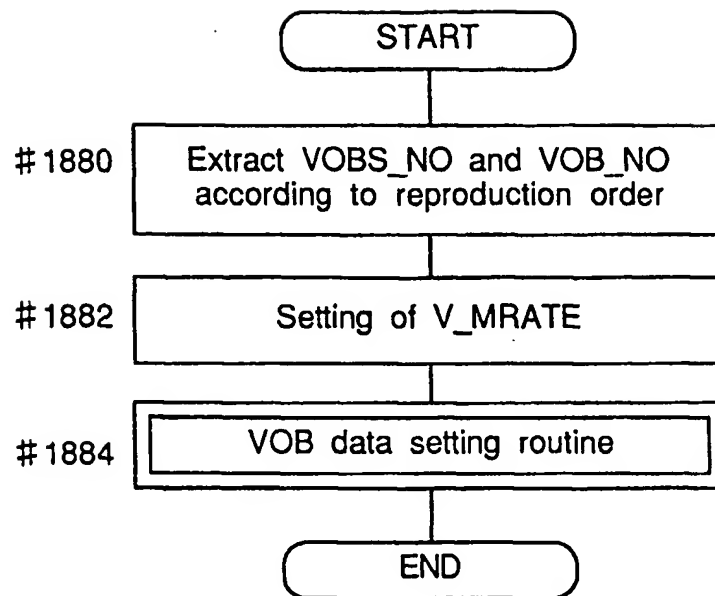 START
#1880
Extract VOBS_NO and VOB_NO
according to reproduction order
#1882
Setting of V_MRATE
#1884
VOB data setting routine
END